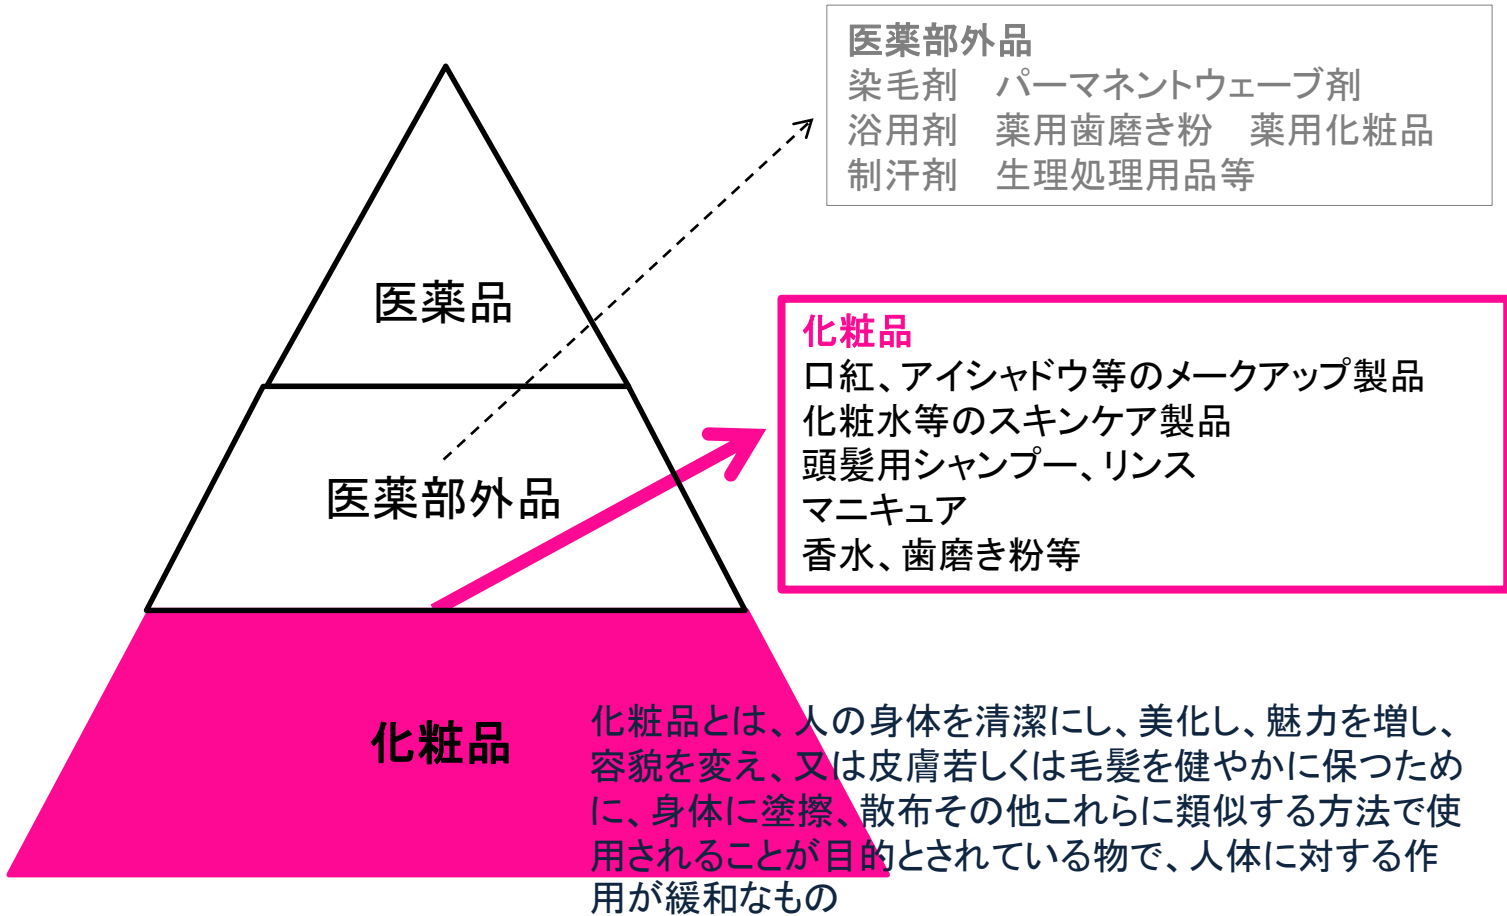 医薬部外品
染毛剤　パーマネントウェーブ剤
浴用剤　薬用歯磨き粉　薬用化粧品
制汗剤　生理処理用品等
医薬品
化粧品
口紅、アイシャドウ等のメークアップ製品
化粧水等のスキンケア製品
頭髪用シャンプー、リンス
マニキュア
香水、歯磨き粉等
医薬部外品
化粧品
化粧品とは、人の身体を清潔にし、美化し、魅力を増し、
容貌を変え、又は皮膚若しくは毛髪を健やかに保つため
に、身体に塗擦、散布その他これらに類似する方法で使
用されることが目的とされている物で、人体に対する作
用が緩和なもの